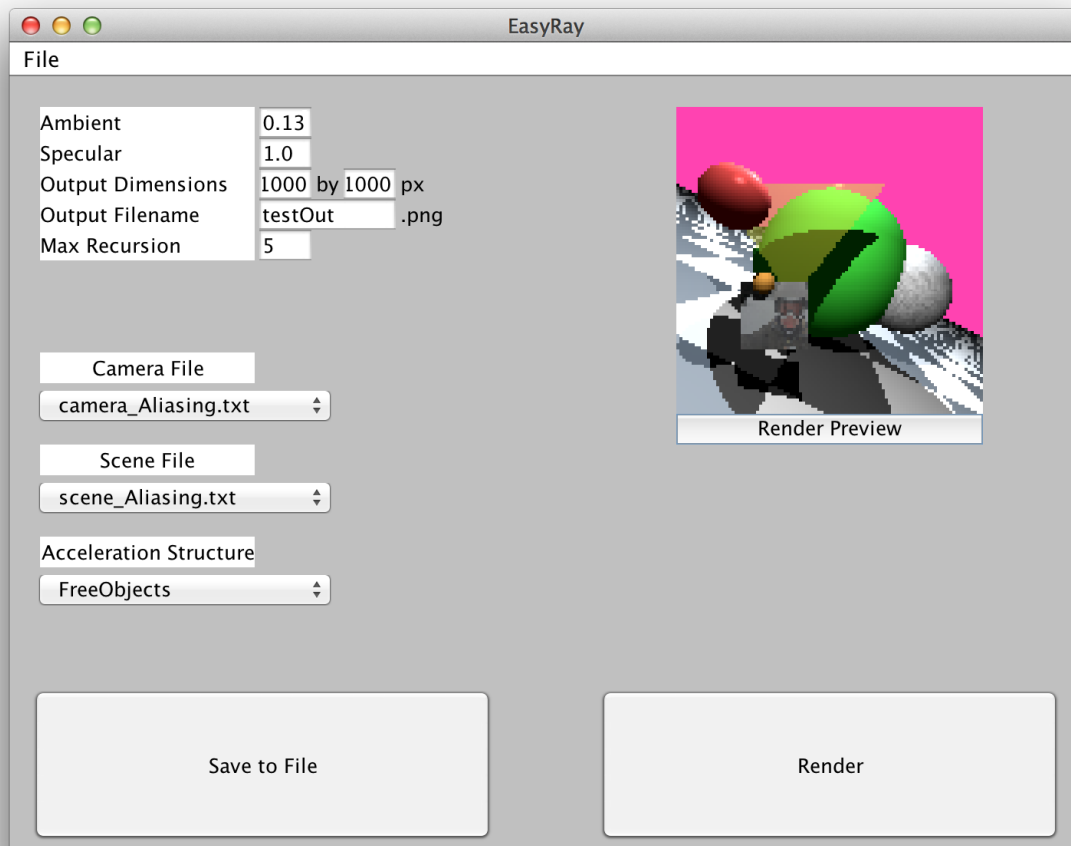 EasyRay
File
Ambient 0.13
Specular 1.0
Output Dimensions 1000 by 1000 px
Output Filename testOut .png
Max Recursion 5
Camera File
camera_Aliasing.txt
Render Preview
Scene File
scene_Aliasing.txt
Acceleration Structure
FreeObjects
Save to File
Render